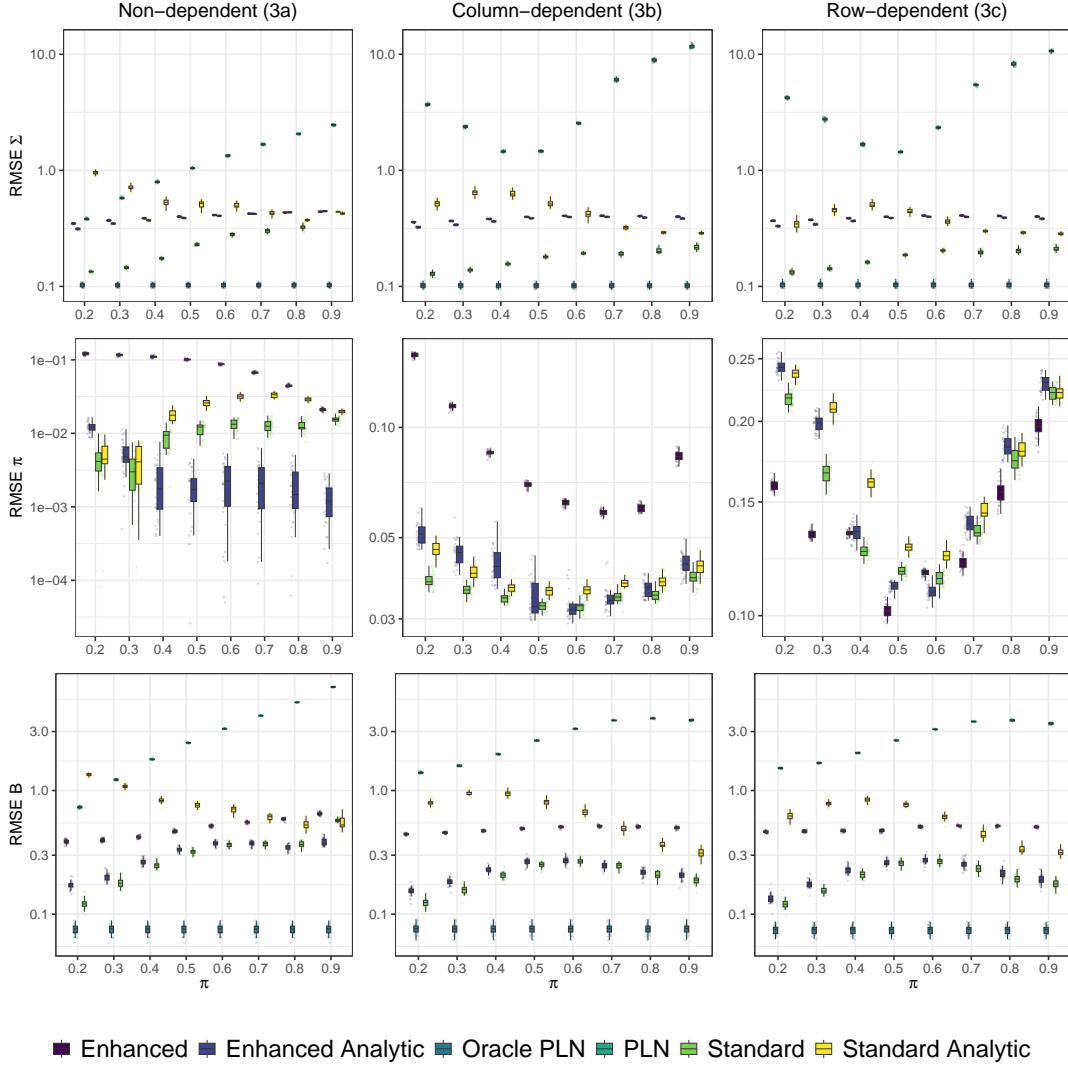 Non−dependent (3a)
Column−dependent (3b)
Row−dependent (3c)
RMSE Σ
10.0
1.0
0.1
0.2 0.3 0.4 0.5 0.6 0.7 0.8 0.9
10.0
1.0
0.1
0.2 0.3 0.4 0.5 0.6 0.7 0.8 0.9
10.0
1.0
0.1
0.2 0.3 0.4 0.5 0.6 0.7 0.8 0.9
RMSE π
1e−01
1e−02
1e−03
1e−04
0.2 0.3 0.4 0.5 0.6 0.7 0.8 0.9
0.10
0.05
0.03
0.2 0.3 0.4 0.5 0.6 0.7 0.8 0.9
0.25
0.20
0.15
0.10
0.2 0.3 0.4 0.5 0.6 0.7 0.8 0.9
RMSE B
3.0
1.0
0.3
0.1
0.2 0.3 0.4 0.5 0.6 0.7 0.8 0.9
π
3.0
1.0
0.3
0.1
0.2 0.3 0.4 0.5 0.6 0.7 0.8 0.9
π
3.0
1.0
0.3
0.1
0.2 0.3 0.4 0.5 0.6 0.7 0.8 0.9
π
Enhanced Enhanced Analytic Oracle PLN PLN Standard Standard Analytic